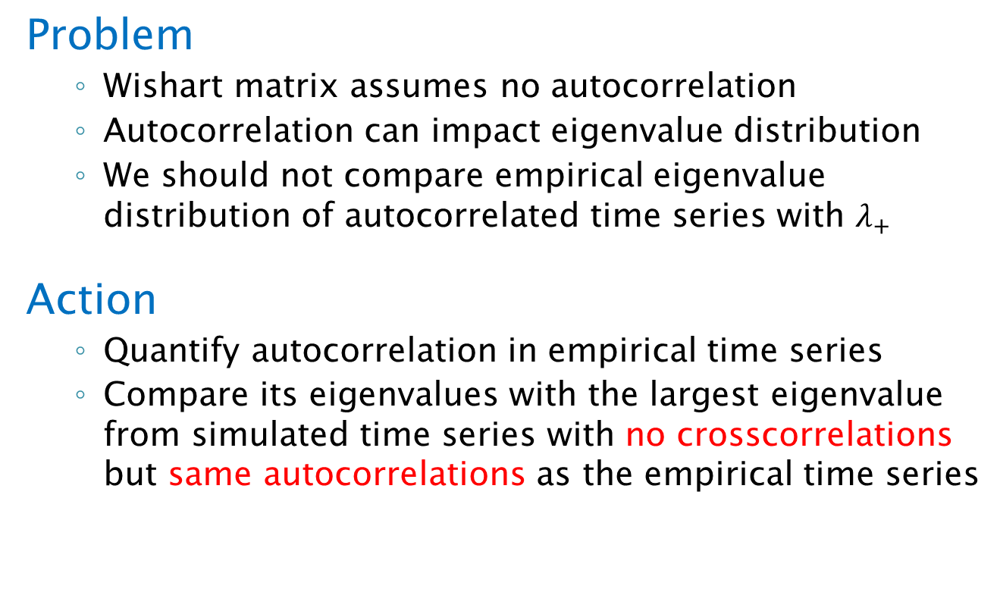 Problem
◦ Wishart matrix assumes no autocorrelation
◦ Autocorrelation can impact eigenvalue distribution
◦ We should not compare empirical eigenvalue
distribution of autocorrelated time series with λ₊
Action
◦ Quantify autocorrelation in empirical time series
◦ Compare its eigenvalues with the largest eigenvalue
from simulated time series with no crosscorrelations
but same autocorrelations as the empirical time series